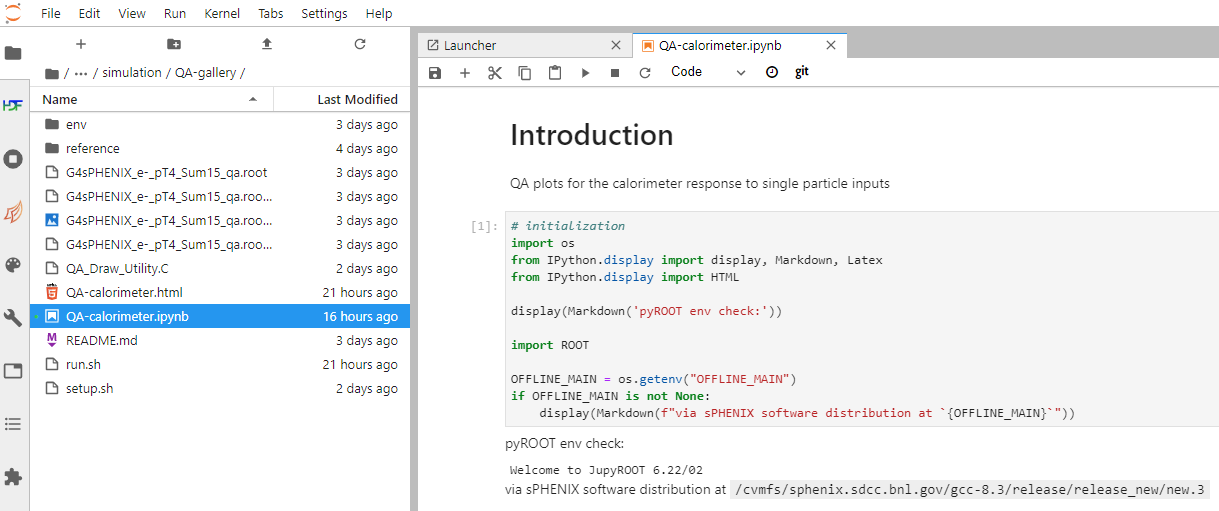 File Edit View Run Kernel Tabs Settings Help
/ ··· / simulation / QA-gallery /
Name Last Modified
env 3 days ago
reference 4 days ago
G4sPHENIX_e-_pT4_Sum15_qa.root 3 days ago
G4sPHENIX_e-_pT4_Sum15_qa.roo... 3 days ago
G4sPHENIX_e-_pT4_Sum15_qa.roo... 3 days ago
G4sPHENIX_e-_pT4_Sum15_qa.roo... 3 days ago
QA_Draw_Utility.C 2 days ago
QA-calorimeter.html 21 hours ago
QA-calorimeter.ipynb 16 hours ago
README.md 3 days ago
run.sh 21 hours ago
setup.sh 2 days ago
HDF
Launcher
QA-calorimeter.ipynb
Code
git
Introduction
QA plots for the calorimeter response to single particle inputs
[1]:
# initialization
import os
from IPython.display import display, Markdown, Latex
from IPython.display import HTML
display(Markdown('pyROOT env check:'))
import ROOT
OFFLINE_MAIN = os.getenv("OFFLINE_MAIN")
if OFFLINE_MAIN is not None:
    display(Markdown(f"via sPHENIX software distribution at `{OFFLINE_MAIN}`"))
pyROOT env check:
Welcome to JupyROOT 6.22/02
via sPHENIX software distribution at /cvmfs/sphenix.sdcc.bnl.gov/gcc-8.3/release/release_new/new.3